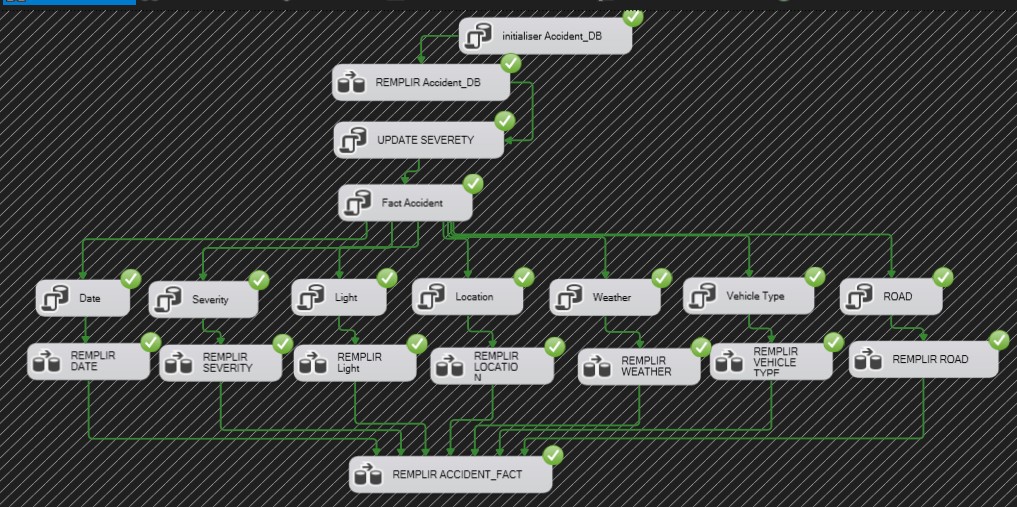 initialiser Accident_DB
REMPLIR Accident_DB
UPDATE SEVERETY
Fact Accident
Date
Severity
Light
Location
Weather
Vehicle Type
ROAD
REMPLIR
DATE
REMPLIR
SEVERITY
REMPLIR
Light
REMPLIR
LOCATIO
N
REMPLIR
WEATHER
REMPLIR
VEHICLE
TYPE
REMPLIR ROAD
REMPLIR ACCIDENT_FACT